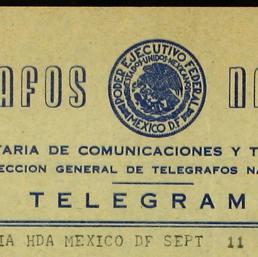 AFOS
PODER EJECUTIVO FEDERAL
ESTADOS UNIDOS MEXICANOS
MEXICO D.F.
TARIA DE COMUNICACIONES Y T
ECCION GENERAL DE TELEGRAFOS NA
TELEGRAM
IA HDA MEXICO DF SEPT 11